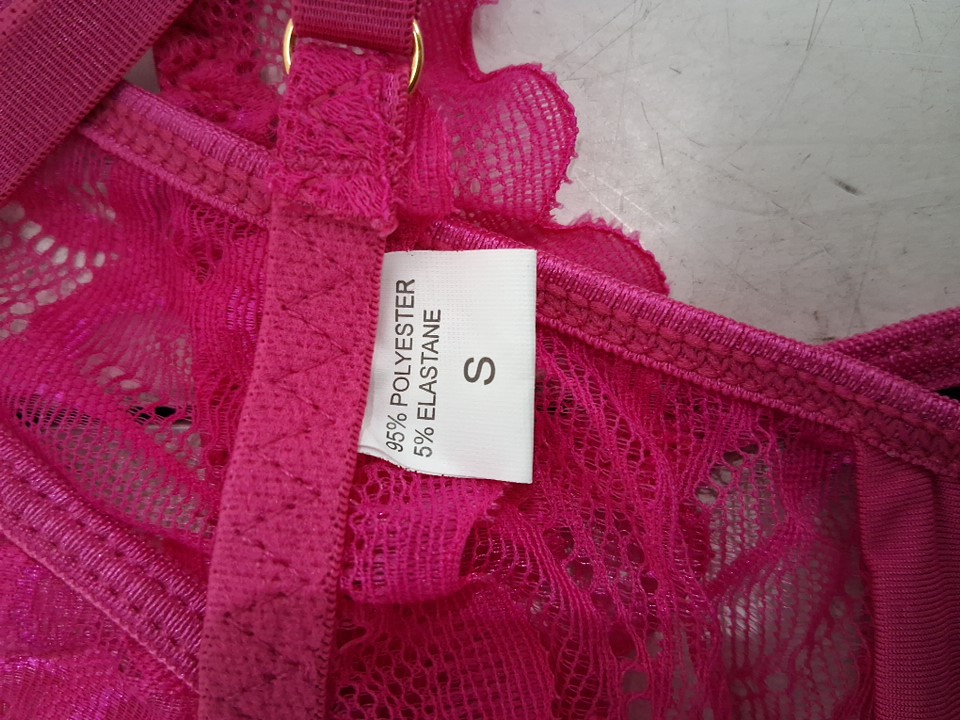 95% POLYESTER
5% ELASTANE
S